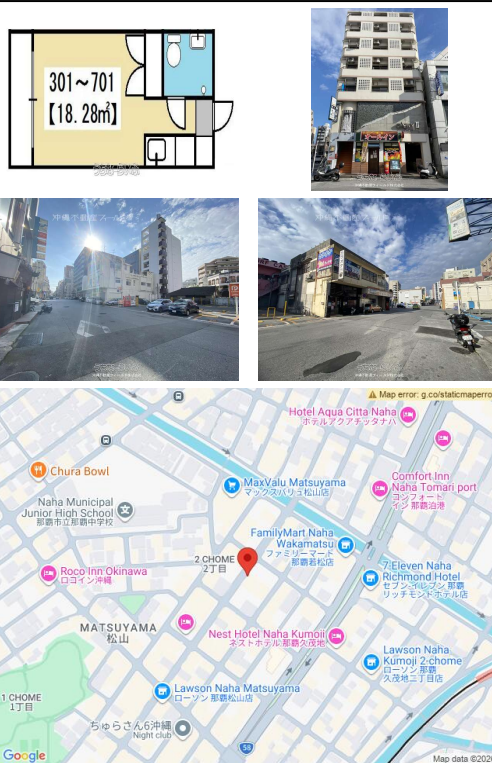 301～701
【18.28㎡】
Map error: g.co/staticmaperro
Hotel Aqua Citta Naha
ホテルアクアチッタナハ
Chura Bowl
MaxValu Matsuyama
マックスバリュ松山店
Comfort Inn
Naha Tomari port
コンフォート
イン 那覇泊港
Naha Municipal
Junior High School
那覇市立那覇中学校
FamilyMart Naha
Wakamatsu
ファミリーマート
那覇若松店
2 CHOME
2丁目
7 Eleven Naha
Richmond Hotel
セブン-イレブン 那覇
リッチモンドホテル店
Roco Inn Okinawa
ロコイン沖縄
MATSUYAMA
松山
Nest Hotel Naha Kumoji
ネストホテル那覇久茂地
Lawson Naha
Kumoji 2-chome
ローソン 那覇
久茂地二丁目店
1 CHOME
1丁目
Lawson Naha Matsuyama
ローソン 那覇松山店
ちゅらさん6沖縄
Night club
58
Google
Map data ©2026